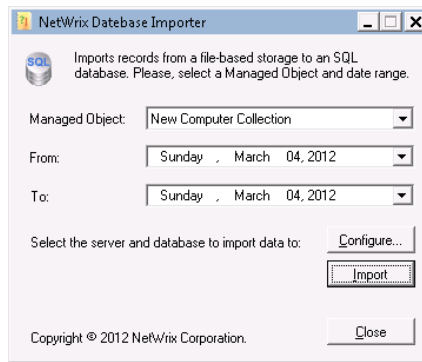 NetWrix Datebase Importer
SQL
Imports records from a file-based storage to an SQL
database. Please, select a Managed Object and date range.
Managed Object: New Computer Collection
From: Sunday , March 04, 2012
To: Sunday , March 04, 2012
Select the server and database to import data to: Configure...
Import
Copyright © 2012 NetWrix Corporation. Close